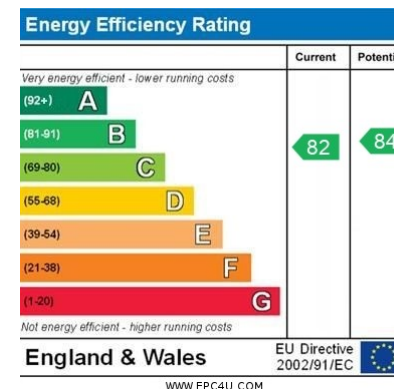 Energy Efficiency Rating
Current Potenti
Very energy efficient - lower running costs
(92+) A
(81-91) B
82 84
(69-80) C
(55-68) D
(39-54) E
(21-38) F
(1-20) G
Not energy efficient - higher running costs
England & Wales
EU Directive
2002/91/EC
WWW.EPC4U.COM